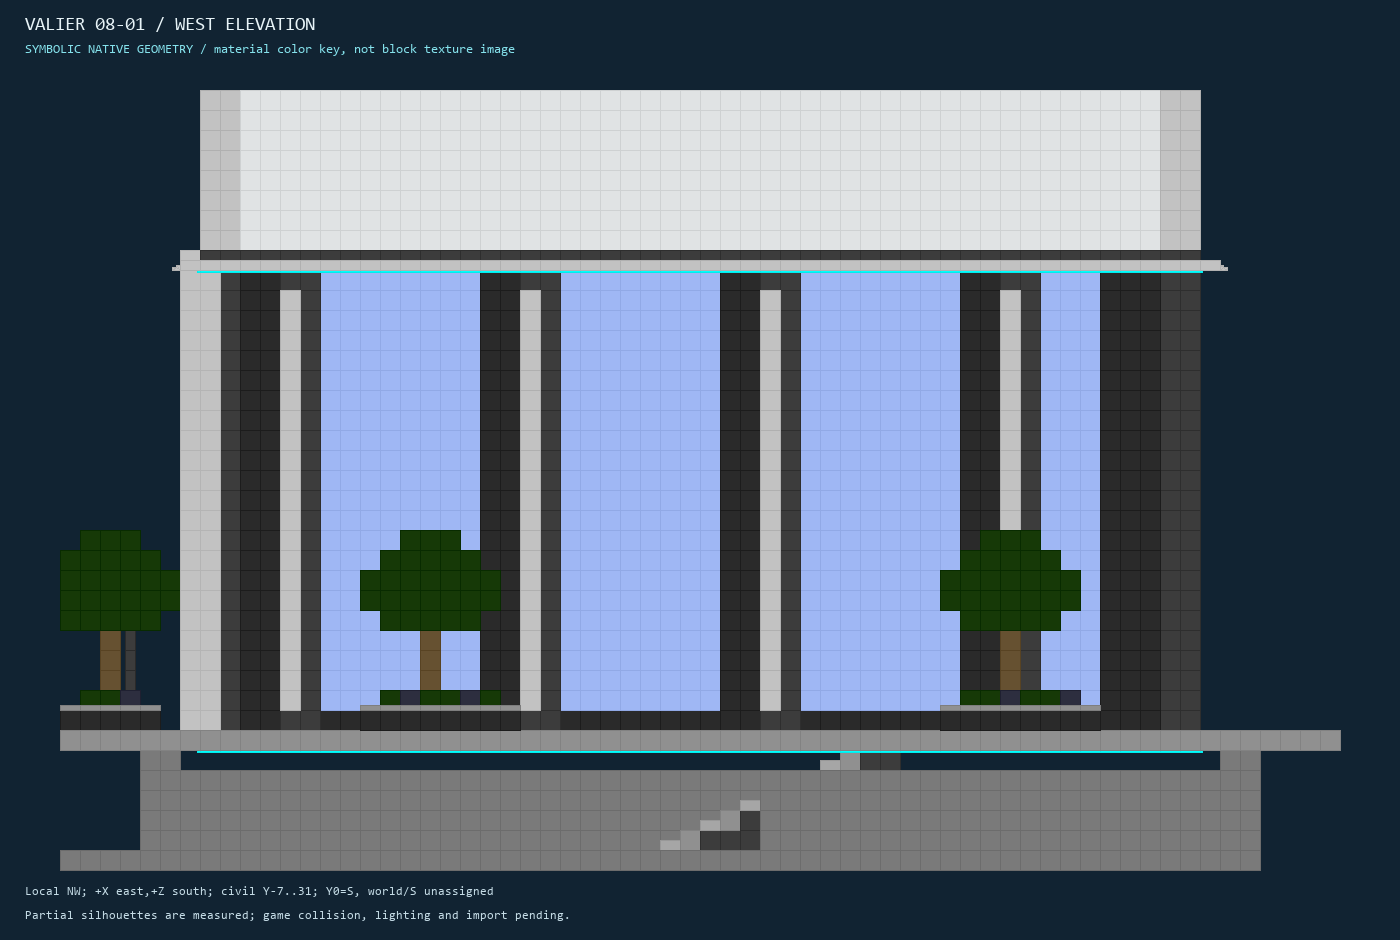 VALIER 08-01 / WEST ELEVATION
SYMBOLIC NATIVE GEOMETRY / material color key, not block texture image
Local NW; +X east,+Z south; civil Y-7..31; Y0=S, world/S unassigned
Partial silhouettes are measured; game collision, lighting and import pending.